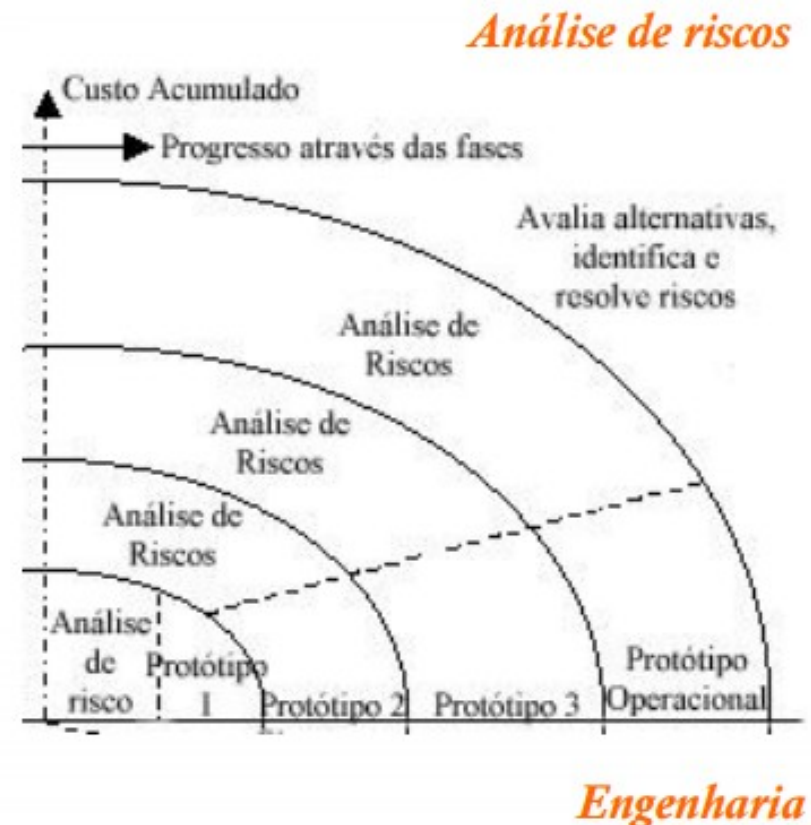 Análise de riscos
Custo Acumulado
Progresso através das fases
Avalia alternativas,
identifica e
resolve riscos
Análise de
Riscos
Análise de
Riscos
Análise de
Riscos
Análise
de
risco
Protótipo
1
Protótipo 2
Protótipo 3
Protótipo
Operacional
Engenharia